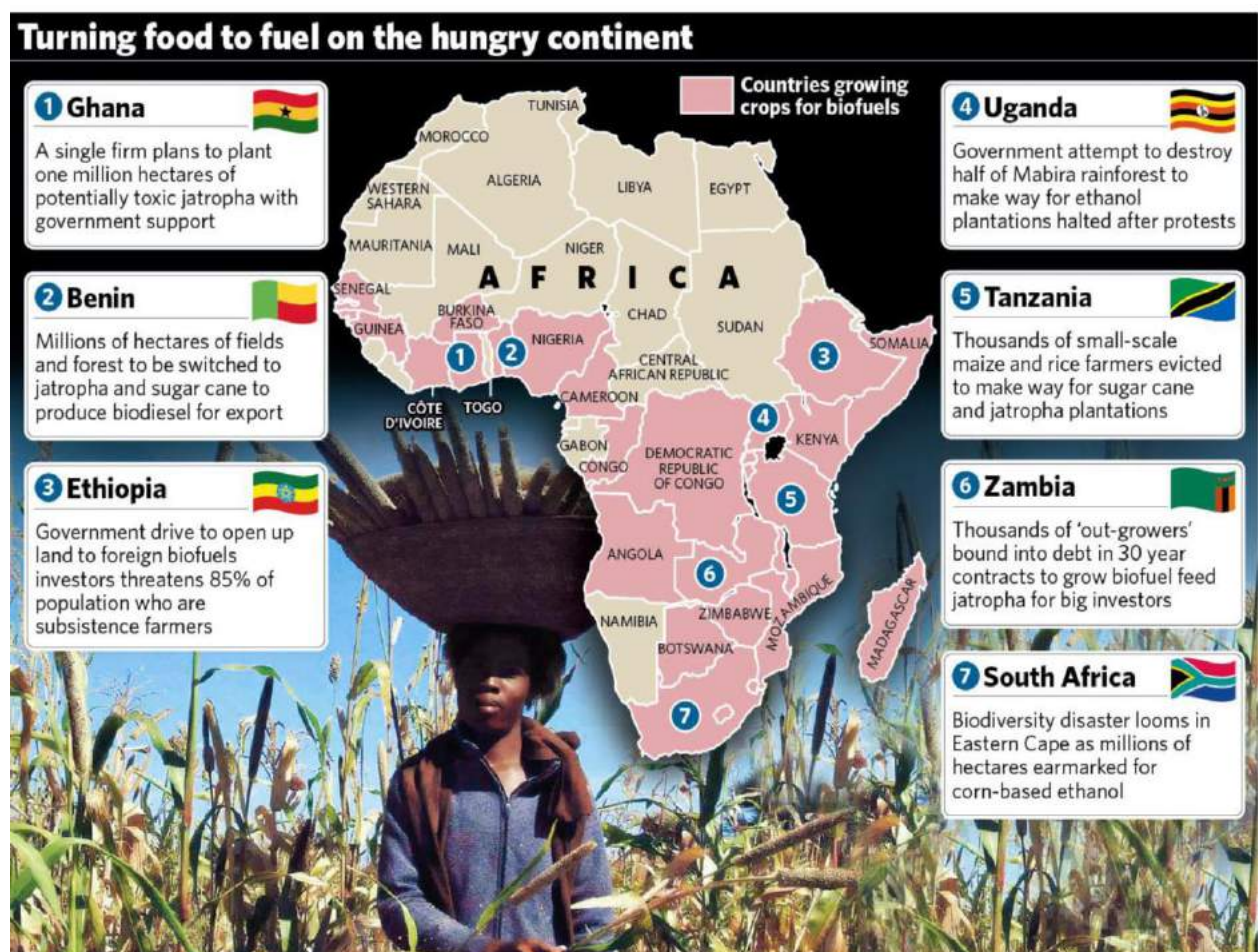 Turning food to fuel on the hungry continent
1 Ghana
A single firm plans to plant
one million hectares of
potentially toxic jatropha with
government support
2 Benin
Millions of hectares of fields
and forest to be switched to
jatropha and sugar cane to
produce biodiesel for export
3 Ethiopia
Government drive to open up
land to foreign biofuels
investors threatens 85% of
population who are
subsistence farmers
Countries growing
crops for biofuels
TUNISIA
MOROCCO
ALGERIA
LIBYA
EGYPT
WESTERN
SAHARA
MAURITANIA
MALI
NIGER
AFRICA
SENEGAL
BURKINA
FASO
CHAD
SUDAN
GUINEA
1
2
NIGERIA
3
SOMALIA
CENTRAL
AFRICAN REPUBLIC
CÔTE
D'IVOIRE
TOGO
CAMEROON
4
GABON
CONGO
DEMOCRATIC
REPUBLIC
OF CONGO
KENYA
5
ANGOLA
6
ZIMBABWE
MOZAMBIQUE
MADAGASCAR
NAMIBIA
BOTSWANA
7
4 Uganda
Government attempt to destroy
half of Mabira rainforest to
make way for ethanol
plantations halted after protests
5 Tanzania
Thousands of small-scale
maize and rice farmers evicted
to make way for sugar cane
and jatropha plantations
6 Zambia
Thousands of 'out-growers'
bound into debt in 30 year
contracts to grow biofuel feed
jatropha for big investors
7 South Africa
Biodiversity disaster looms in
Eastern Cape as millions of
hectares earmarked for
corn-based ethanol